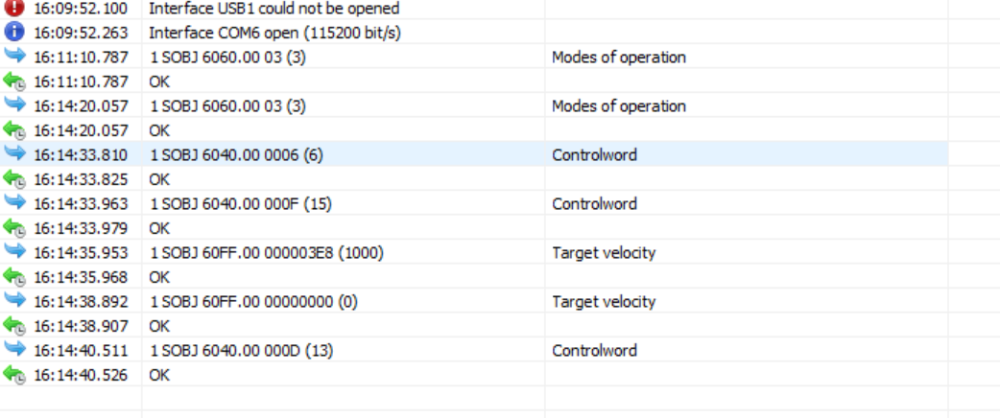 16:09:52.100 Interface USB1 could not be opened
16:09:52.263 Interface COM6 open (115200 bit/s)
16:11:10.787 1 SOBJ 6060.00 03 (3) Modes of operation
16:11:10.787 OK
16:14:20.057 1 SOBJ 6060.00 03 (3) Modes of operation
16:14:20.057 OK
16:14:33.810 1 SOBJ 6040.00 0006 (6) Controlword
16:14:33.825 OK
16:14:33.963 1 SOBJ 6040.00 000F (15) Controlword
16:14:33.979 OK
16:14:35.953 1 SOBJ 60FF.00 000003E8 (1000) Target velocity
16:14:35.968 OK
16:14:38.892 1 SOBJ 60FF.00 00000000 (0) Target velocity
16:14:38.907 OK
16:14:40.511 1 SOBJ 6040.00 000D (13) Controlword
16:14:40.526 OK